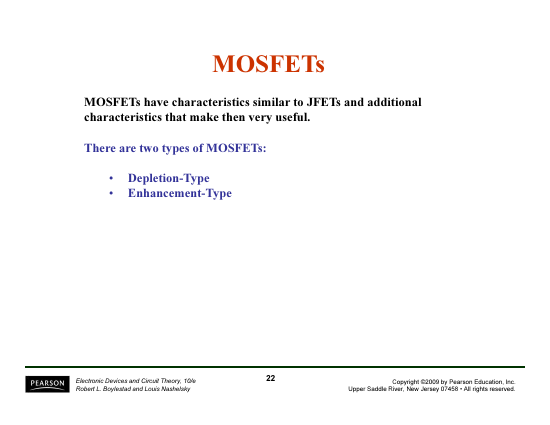 MOSFETs
MOSFETs have characteristics similar to JFETs and additional
characteristics that make then very useful.
There are two types of MOSFETs:
• Depletion-Type
• Enhancement-Type
PEARSON
Electronic Devices and Circuit Theory, 10/e
Robert L. Boylestad and Louis Nashelsky
22
Copyright ©2009 by Pearson Education, Inc.
Upper Saddle River, New Jersey 07458 • All rights reserved.